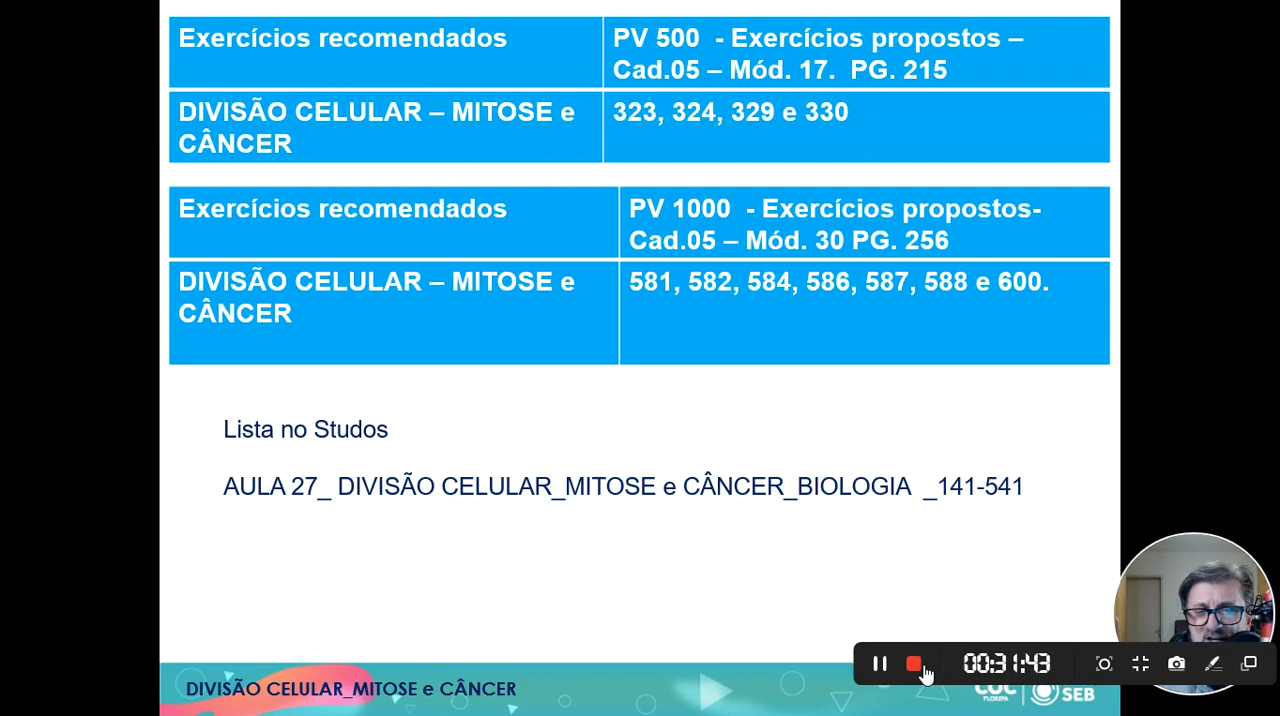 Exercícios recomendados
PV 500 - Exercícios propostos –
Cad.05 – Mód. 17. PG. 215
DIVISÃO CELULAR – MITOSE e
CÂNCER
323, 324, 329 e 330
Exercícios recomendados
PV 1000 - Exercícios propostos-
Cad.05 – Mód. 30 PG. 256
DIVISÃO CELULAR – MITOSE e
CÂNCER
581, 582, 584, 586, 587, 588 e 600.
Lista no Studos
AULA 27_ DIVISÃO CELULAR_MITOSE e CÂNCER_BIOLOGIA _141-541
00:31:43
DIVISÃO CELULAR_MITOSE e CÂNCER
COC
FLORIPA
SEB